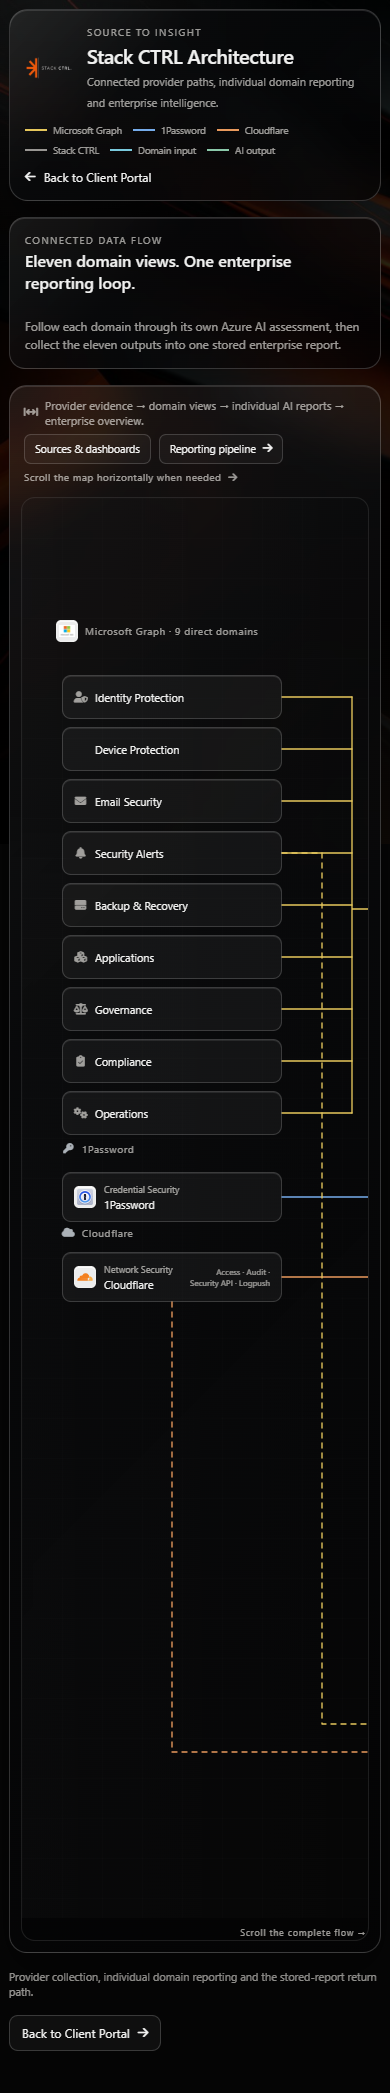 SOURCE TO INSIGHT
STACK CTRL
Stack CTRL Architecture
Connected provider paths, individual domain reporting
and enterprise intelligence.
Microsoft Graph 1Password Cloudflare
Stack CTRL Domain input AI output
← Back to Client Portal
CONNECTED DATA FLOW
Eleven domain views. One enterprise
reporting loop.
Follow each domain through its own Azure AI assessment, then
collect the eleven outputs into one stored enterprise report.
Provider evidence → domain views → individual AI reports →
enterprise overview.
Sources & dashboards Reporting pipeline →
Scroll the map horizontally when needed →
Microsoft Graph · 9 direct domains
Identity Protection
Device Protection
Email Security
Security Alerts
Backup & Recovery
Applications
Governance
Compliance
Operations
1Password
Credential Security
1Password
Cloudflare
Network Security
Cloudflare
Access · Audit ·
Security API · Logpush
Scroll the complete flow →
Provider collection, individual domain reporting and the stored-report return
path.
Back to Client Portal →